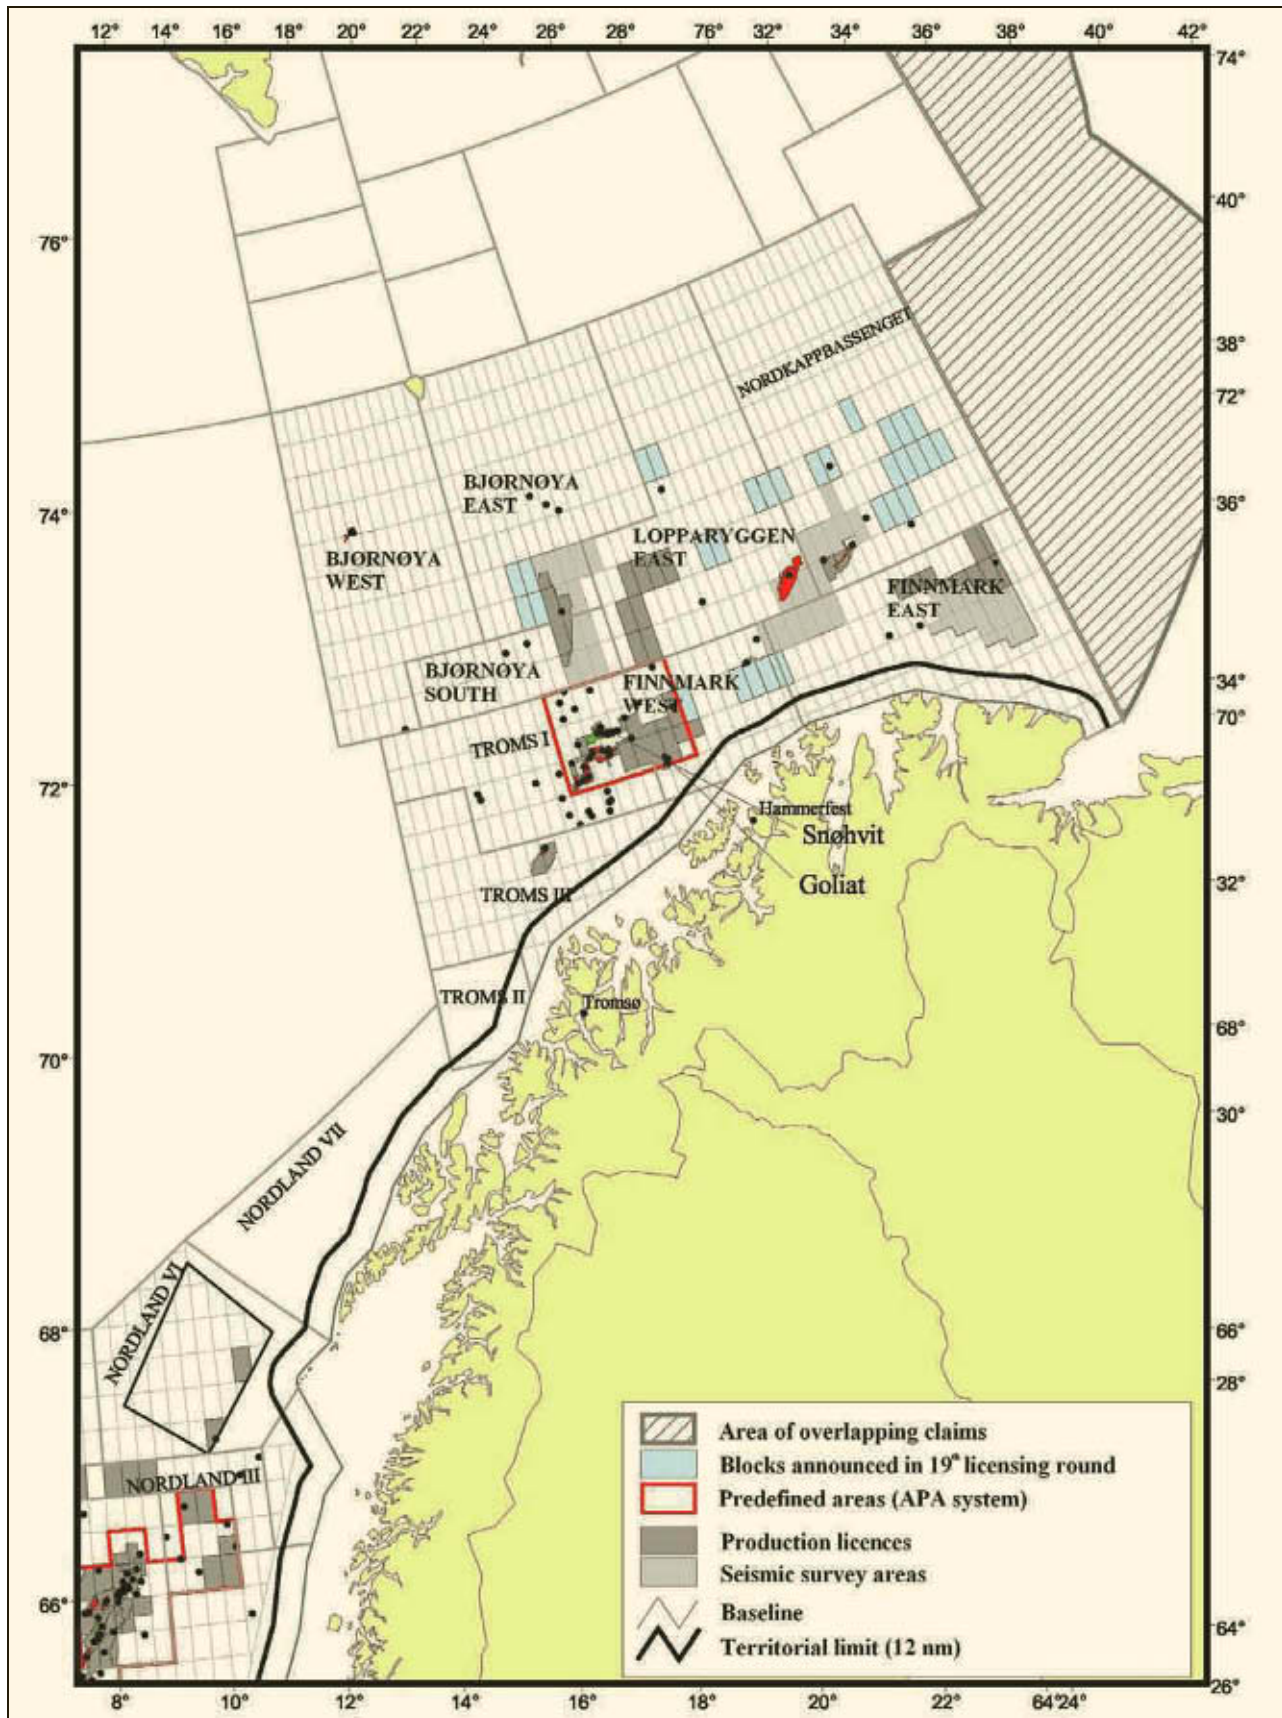 12° 14° 16° 18° 20° 22° 24° 26° 28° 76° 32° 34° 36° 38° 40° 42°
74°
40°
76°
38°
NORDKAPPBASSENGET
72°
BJØRNØYA
EAST
36°
74°
LOPPARYGGEN
EAST
BJØRNØYA
WEST
FINNMARK
EAST
BJØRNØYA
SOUTH
FINNMARK
WEST
34°
70°
TROMS I
72°
Hammerfest
Snøhvit
Goliat
32°
TROMS III
TROMS II
Tromsø
68°
70°
30°
NORDLAND VII
NORDLAND VI
68°
66°
28°
NORDLAND III
Area of overlapping claims
Blocks announced in 19th licensing round
Predefined areas (APA system)
Production licences
Seismic survey areas
66°
Baseline
64°
Territorial limit (12 nm)
26°
8° 10° 12° 14° 16° 18° 20° 22° 64°24°